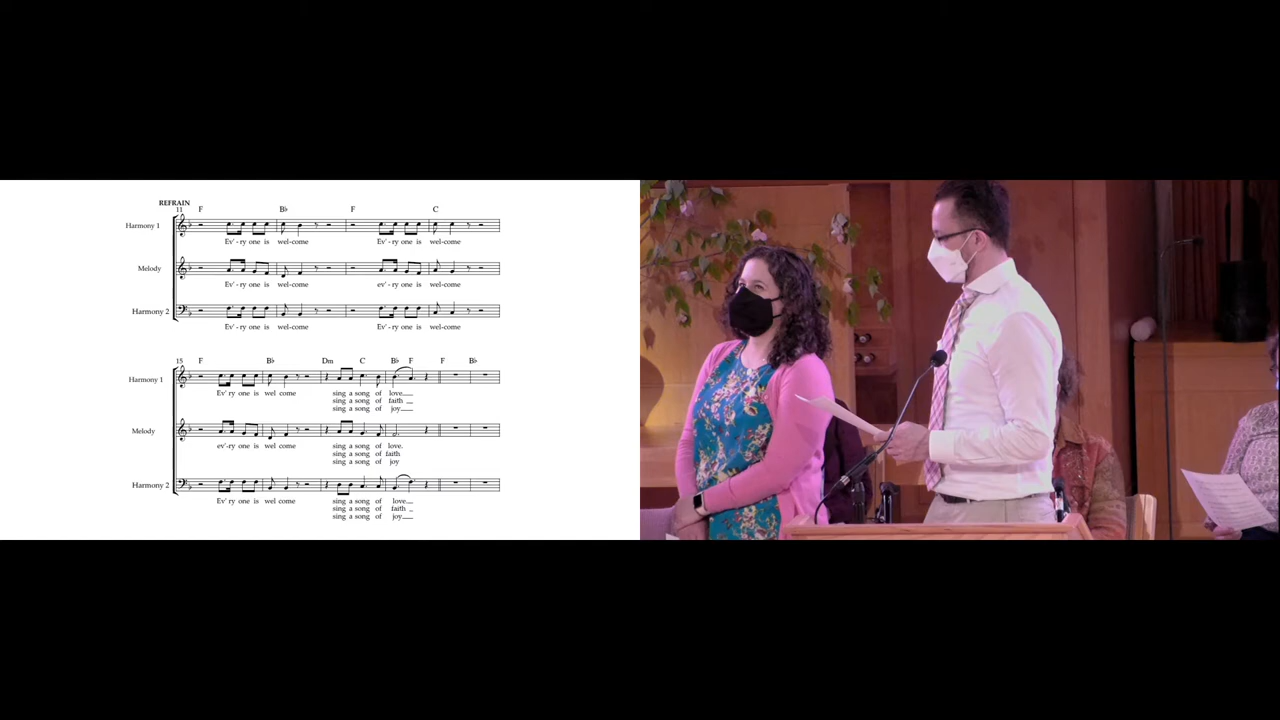 REFRAIN
11 F B♭ F C
Harmony 1
Ev'-ry one is wel-come Ev'-ry one is wel-come
Melody
Ev'-ry one is wel-come ev'-ry one is wel-come
Harmony 2
Ev'-ry one is wel-come Ev'-ry one is wel-come
15 F B♭ Dm C B♭ F F B♭
Harmony 1
Ev' ry one is wel come sing a song of love
sing a song of faith
sing a song of joy
Melody
ev'-ry one is wel come sing a song of love.
sing a song of faith
sing a song of joy
Harmony 2
Ev' ry one is wel come sing a song of love
sing a song of faith
sing a song of joy